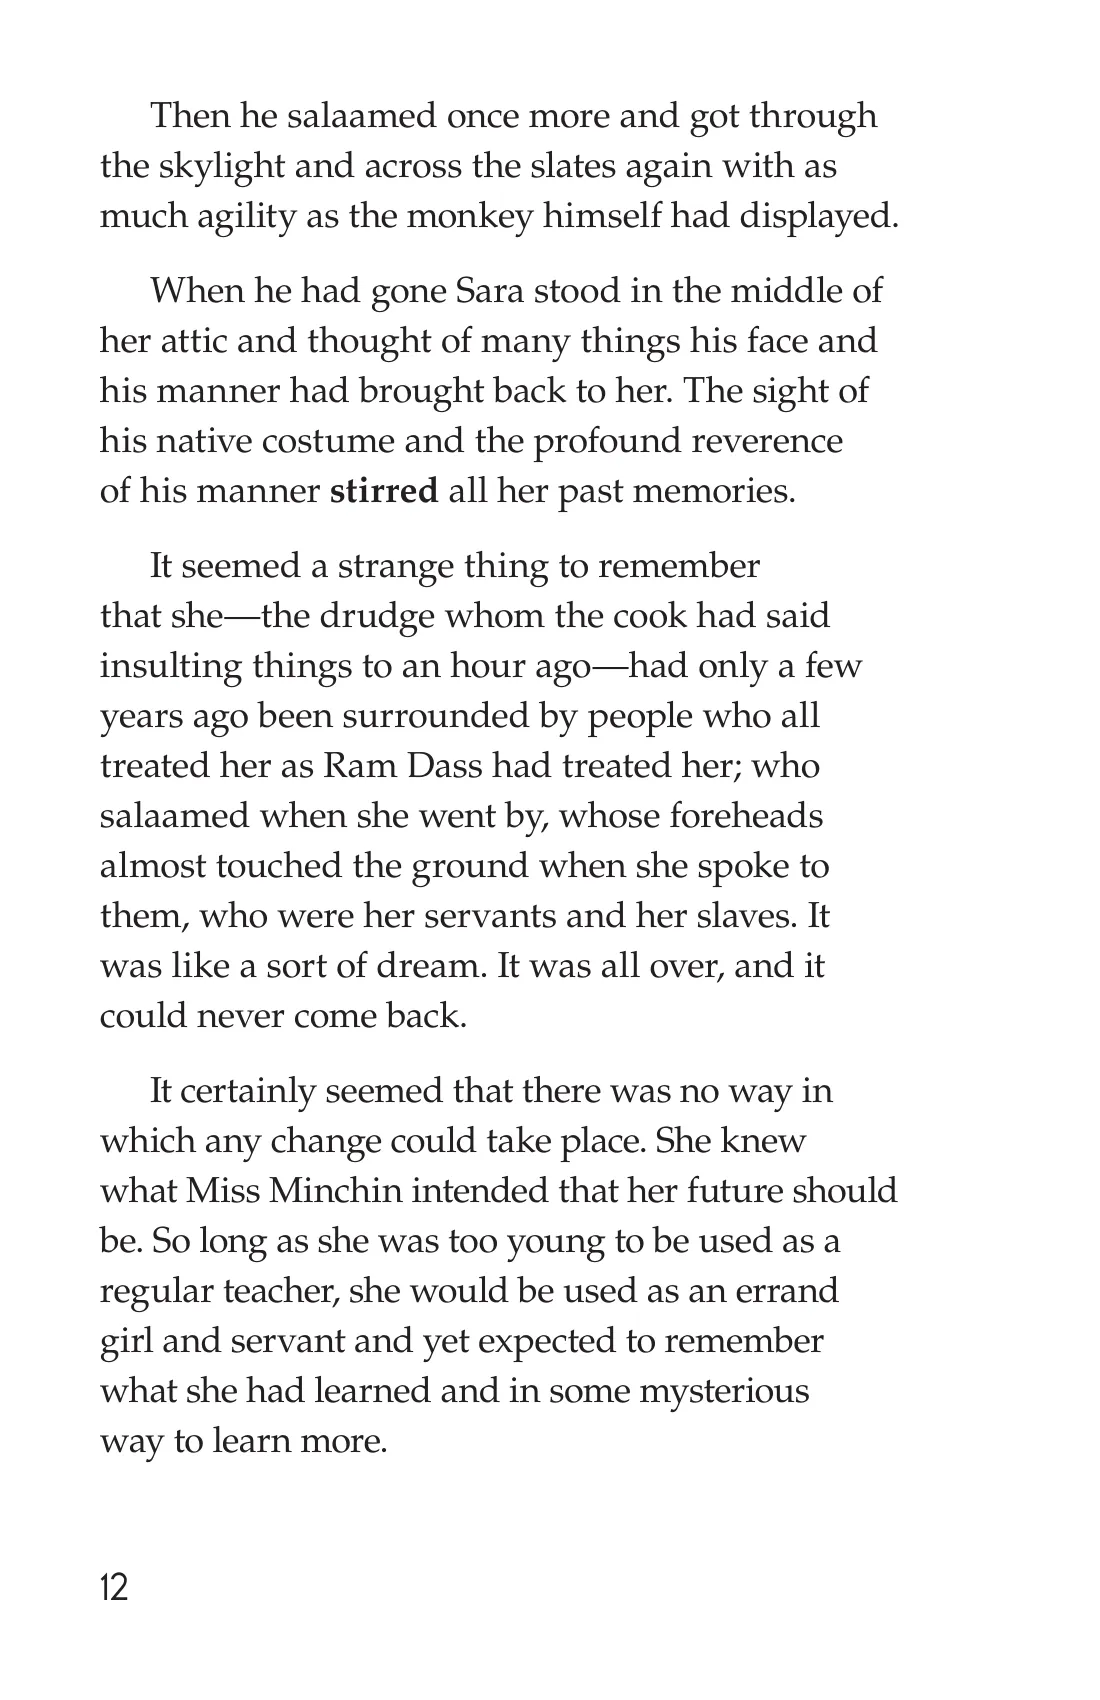 Then he salaamed once more and got through
the skylight and across the slates again with as
much agility as the monkey himself had displayed.
When he had gone Sara stood in the middle of
her attic and thought of many things his face and
his manner had brought back to her. The sight of
his native costume and the profound reverence
of his manner stirred all her past memories.
It seemed a strange thing to remember
that she—the drudge whom the cook had said
insulting things to an hour ago—had only a few
years ago been surrounded by people who all
treated her as Ram Dass had treated her; who
salaamed when she went by, whose foreheads
almost touched the ground when she spoke to
them, who were her servants and her slaves. It
was like a sort of dream. It was all over, and it
could never come back.
It certainly seemed that there was no way in
which any change could take place. She knew
what Miss Minchin intended that her future should
be. So long as she was too young to be used as a
regular teacher, she would be used as an errand
girl and servant and yet expected to remember
what she had learned and in some mysterious
way to learn more.
12